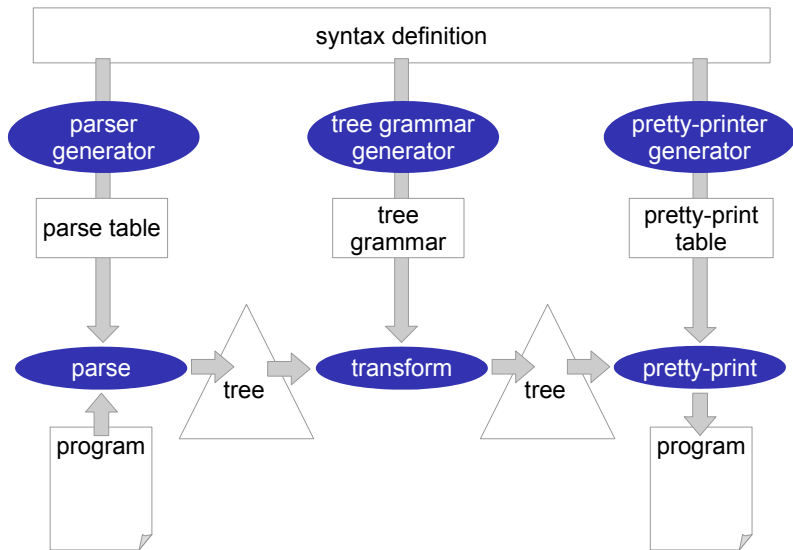 syntax definition
parser
generator
tree grammar
generator
pretty-printer
generator
parse table
tree
grammar
pretty-print
table
parse
tree
transform
tree
pretty-print
program
program